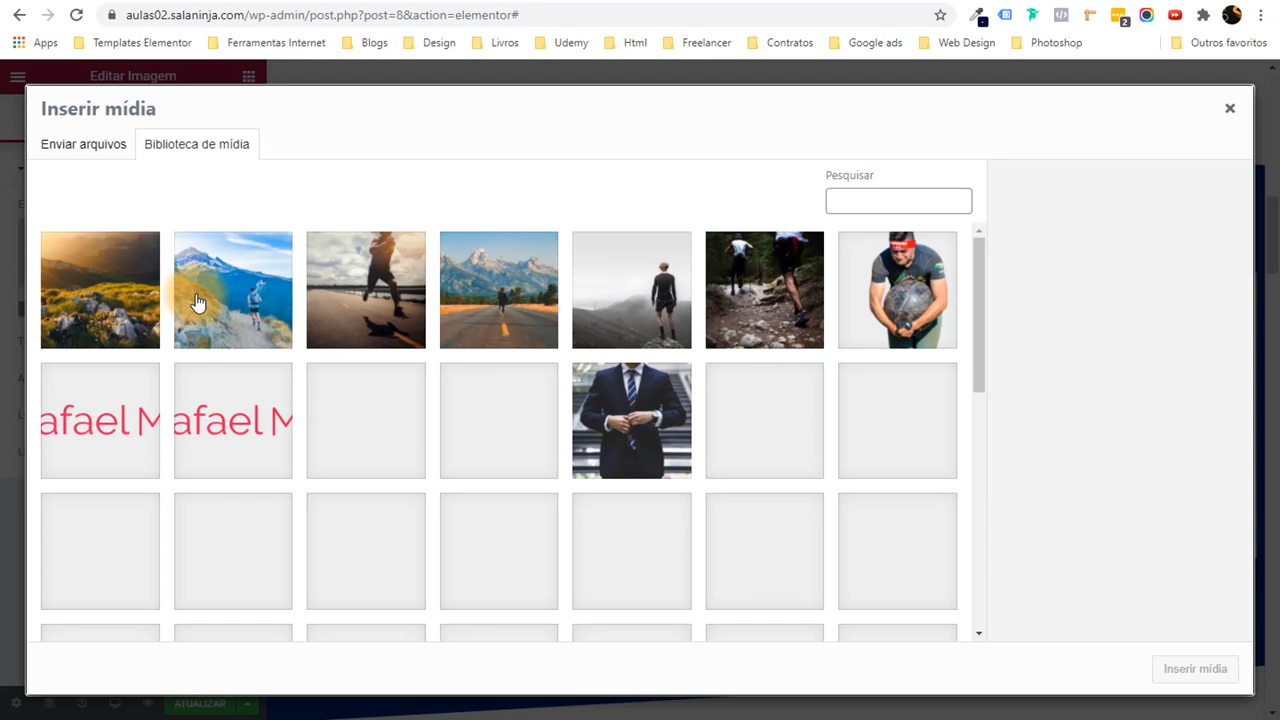 aulas02.salaninja.com/wp-admin/post.php?post=8&action=elementor#
2
Apps Templates Elementor Ferramentas Internet Blogs Design Livros Udemy Html Freelancer Contratos Google ads Web Design Photoshop Outros favoritos
Editar Imagem
Inserir mídia
Enviar arquivos Biblioteca de mídia
Pesquisar
afael M afael M
Inserir mídia
ATUALIZAR